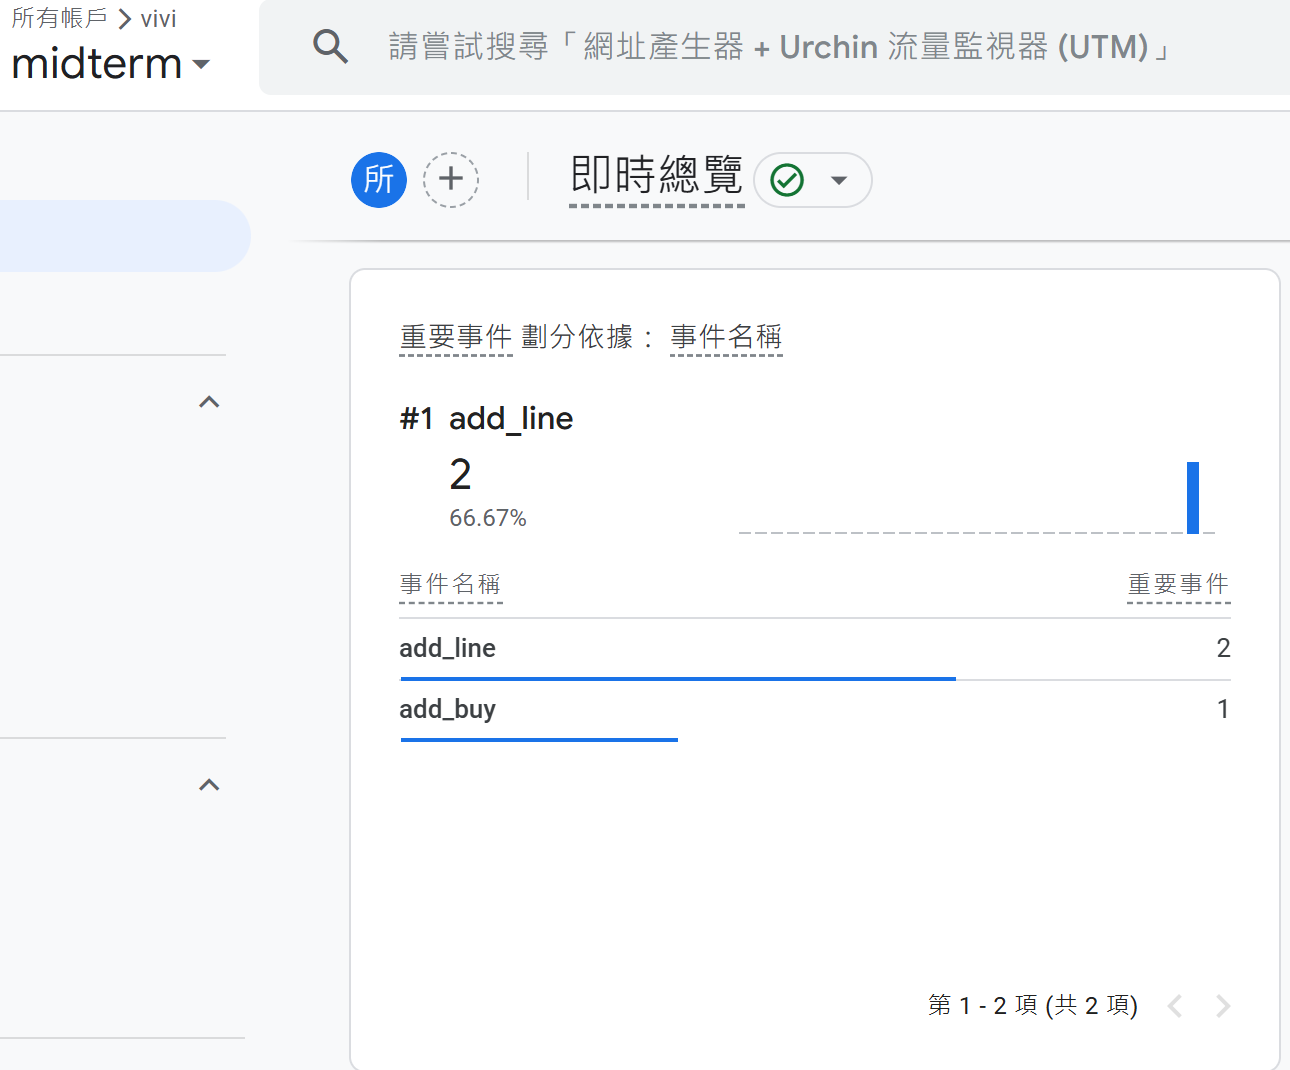 所有帳戶 > vivi
midterm
請嘗試搜尋「網址產生器 + Urchin 流量監視器 (UTM)」
所
即時總覽
重要事件 劃分依據： 事件名稱
#1 add_line
2
66.67%
事件名稱 重要事件
add_line 2
add_buy 1
第 1 - 2 項 (共 2 項)